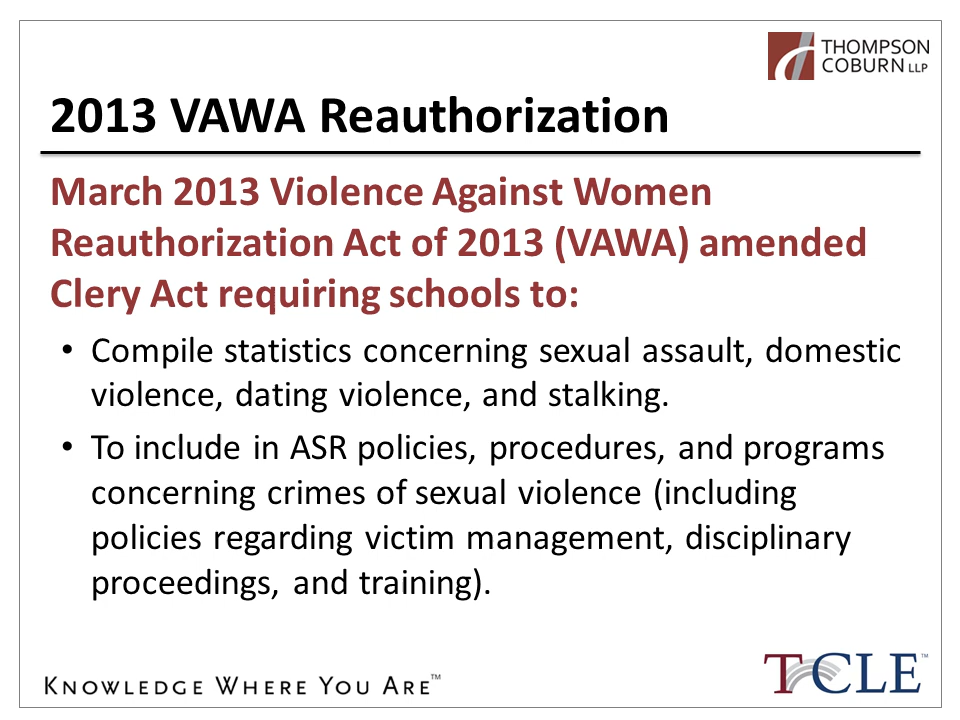 THOMPSON
COBURN LLP
2013 VAWA Reauthorization
March 2013 Violence Against Women
Reauthorization Act of 2013 (VAWA) amended
Clery Act requiring schools to:
• Compile statistics concerning sexual assault, domestic
violence, dating violence, and stalking.
• To include in ASR policies, procedures, and programs
concerning crimes of sexual violence (including
policies regarding victim management, disciplinary
proceedings, and training).
KNOWLEDGE WHERE YOU ARE™
TCLE™